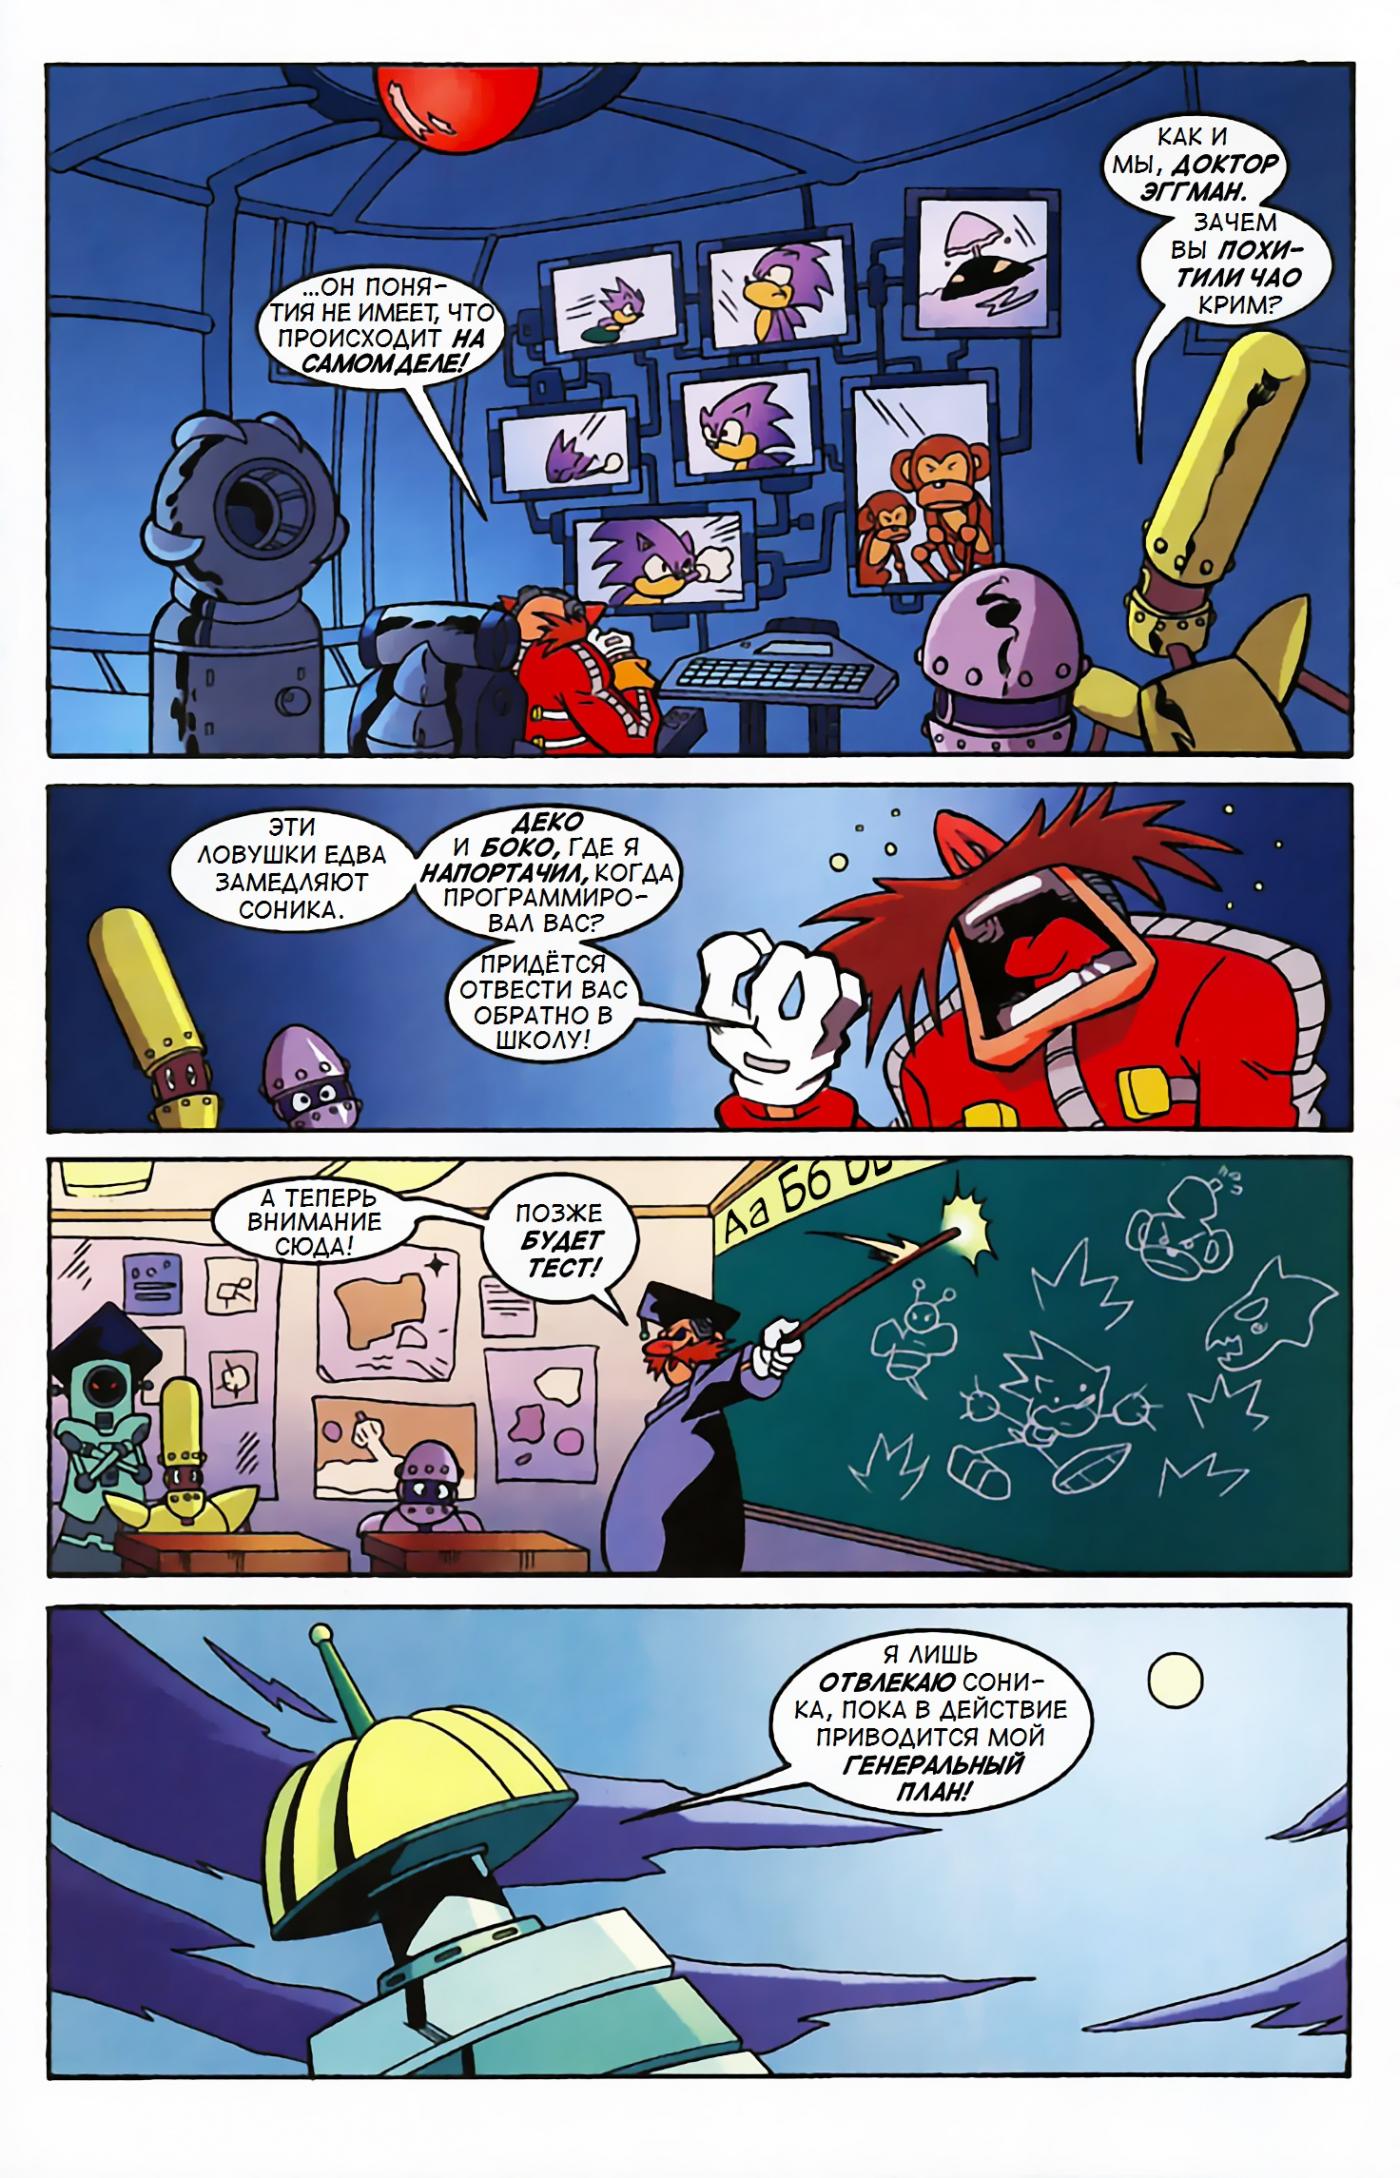 ...ОН ПОНЯ-
ТИЯ НЕ ИМЕЕТ, ЧТО
ПРОИСХОДИТ НА
САМОМ ДЕЛЕ!
КАК И
МЫ, ДОКТОР
ЭГГМАН.
ЗАЧЕМ
ВЫ ПОХИ-
ТИЛИ ЧАО
КРИМ?
ЭТИ
ЛОВУШКИ ЕДВА
ЗАМЕДЛЯЮТ
СОНИКА.
ДЕКО
И БОКО, ГДЕ Я
НАПОРТАЧИЛ, КОГДА
ПРОГРАММИРО-
ВАЛ ВАС?
ПРИДЁТСЯ
ОТВЕСТИ ВАС
ОБРАТНО В
ШКОЛУ!
А ТЕПЕРЬ
ВНИМАНИЕ
СЮДА!
ПОЗЖЕ
БУДЕТ
ТЕСТ!
Аа Бб Вв
Я ЛИШЬ
ОТВЛЕКАЮ СОНИ-
КА, ПОКА В ДЕЙСТВИЕ
ПРИВОДИТСЯ МОЙ
ГЕНЕРАЛЬНЫЙ
ПЛАН!